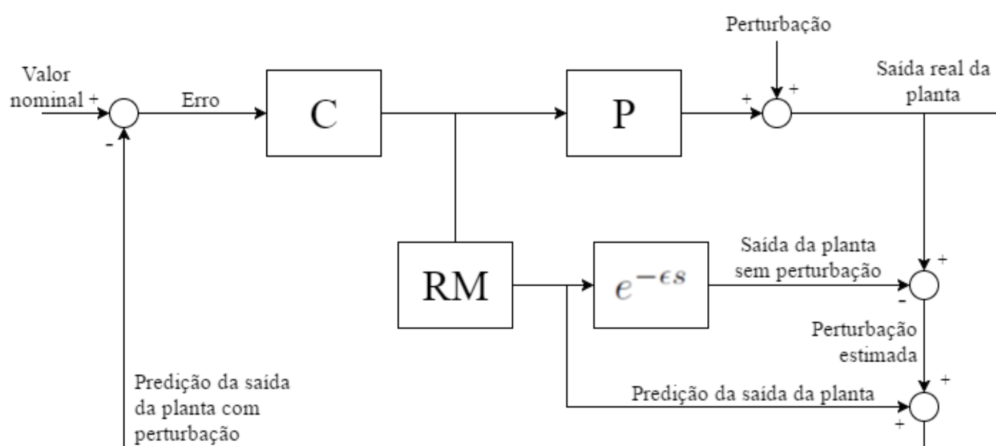 Perturbação
Valor
nominal +
Erro
C
P
+
+
Saída real da
planta
-
RM
e^{-ϵs}
Saída da planta
sem perturbação
+
-
Perturbação
estimada
Predição da saída
da planta com
perturbação
Predição da saída da planta
+
+